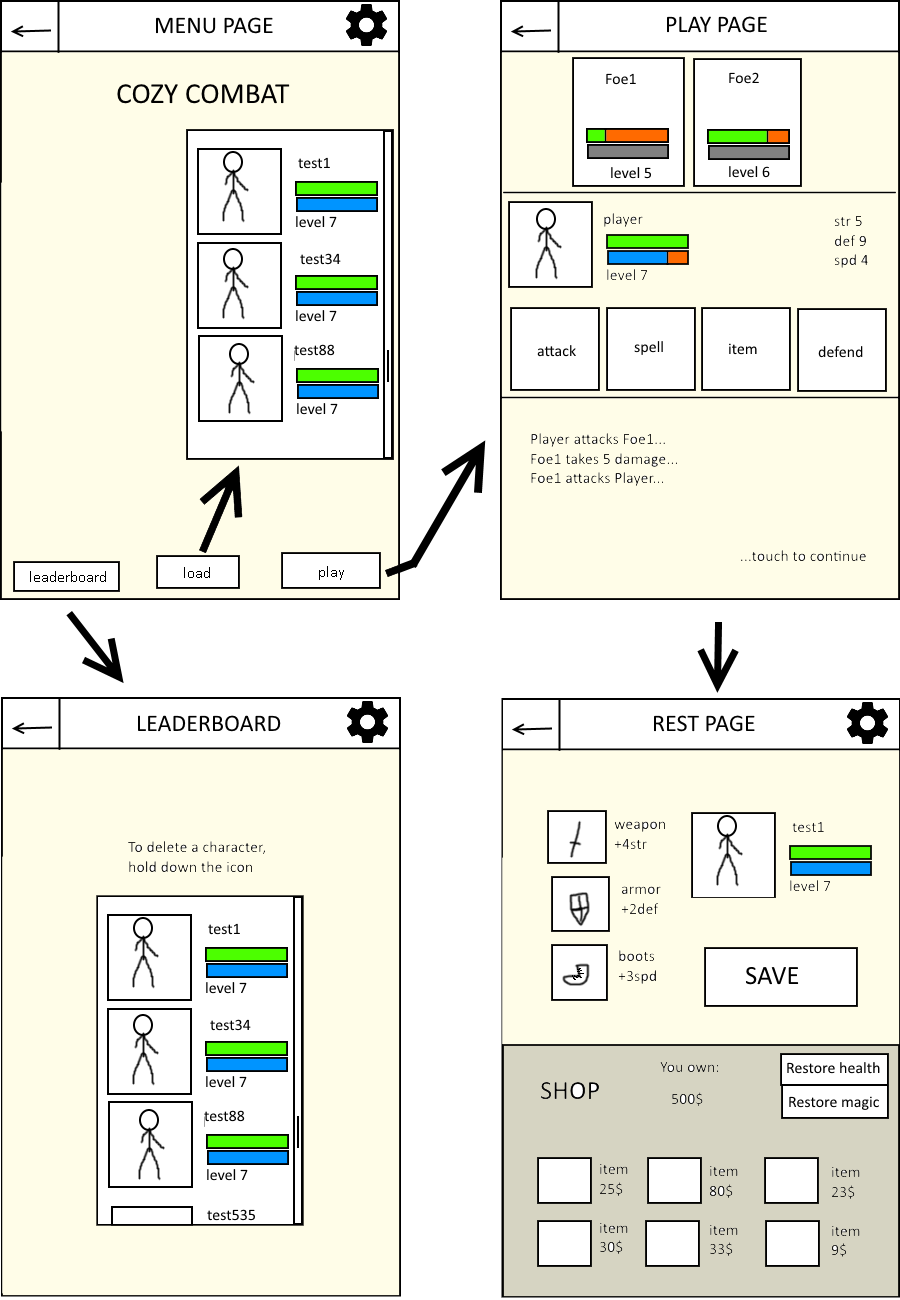 MENU PAGE
COZY COMBAT
test1
level 7
test34
level 7
test88
level 7
leaderboard
load
play
PLAY PAGE
Foe1
level 5
Foe2
level 6
player
level 7
str 5
def 9
spd 4
attack
spell
item
defend
Player attacks Foe1...
Foe1 takes 5 damage...
Foe1 attacks Player...
...touch to continue
LEADERBOARD
To delete a character,
hold down the icon
test1
level 7
test34
level 7
test88
level 7
test535
REST PAGE
weapon
+4str
armor
+2def
boots
+3spd
test1
level 7
SAVE
SHOP
You own:
500$
Restore health
Restore magic
item
25$
item
80$
item
23$
item
30$
item
33$
item
9$